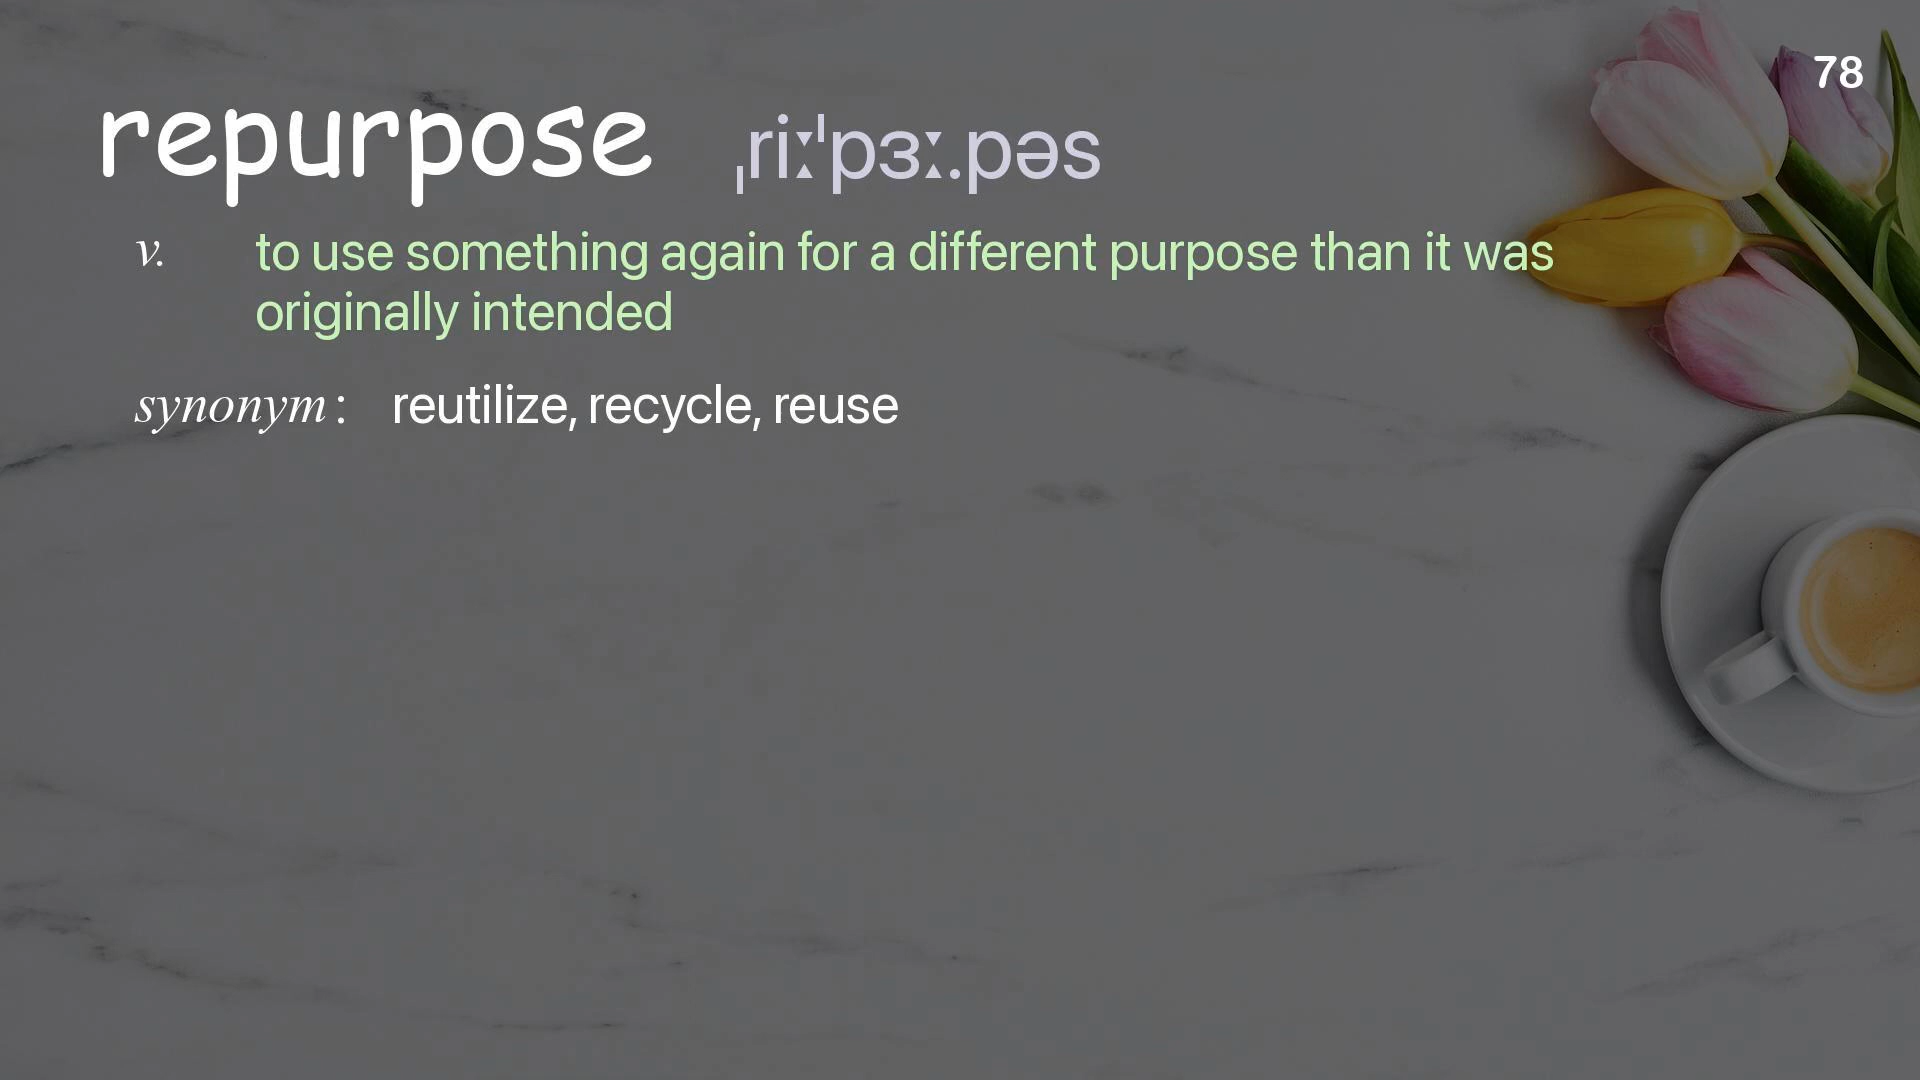 78
repurpose ˌriːˈpɜː.pəs
v. to use something again for a different purpose than it was
originally intended
synonym : reutilize, recycle, reuse